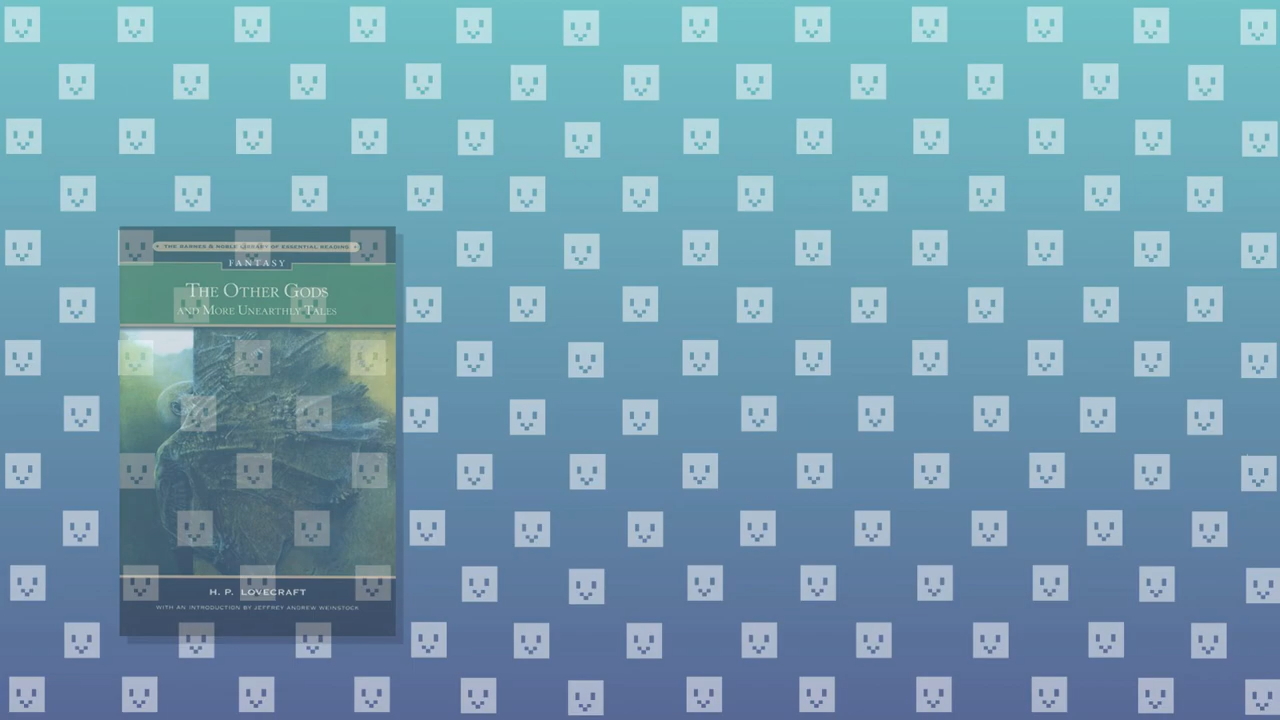 THE BARNES & NOBLE LIBRARY OF ESSENTIAL READING
FANTASY
THE OTHER GODS
AND MORE UNEARTHLY TALES
H. P. LOVECRAFT
WITH AN INTRODUCTION BY JEFFREY ANDREW WEINSTOCK